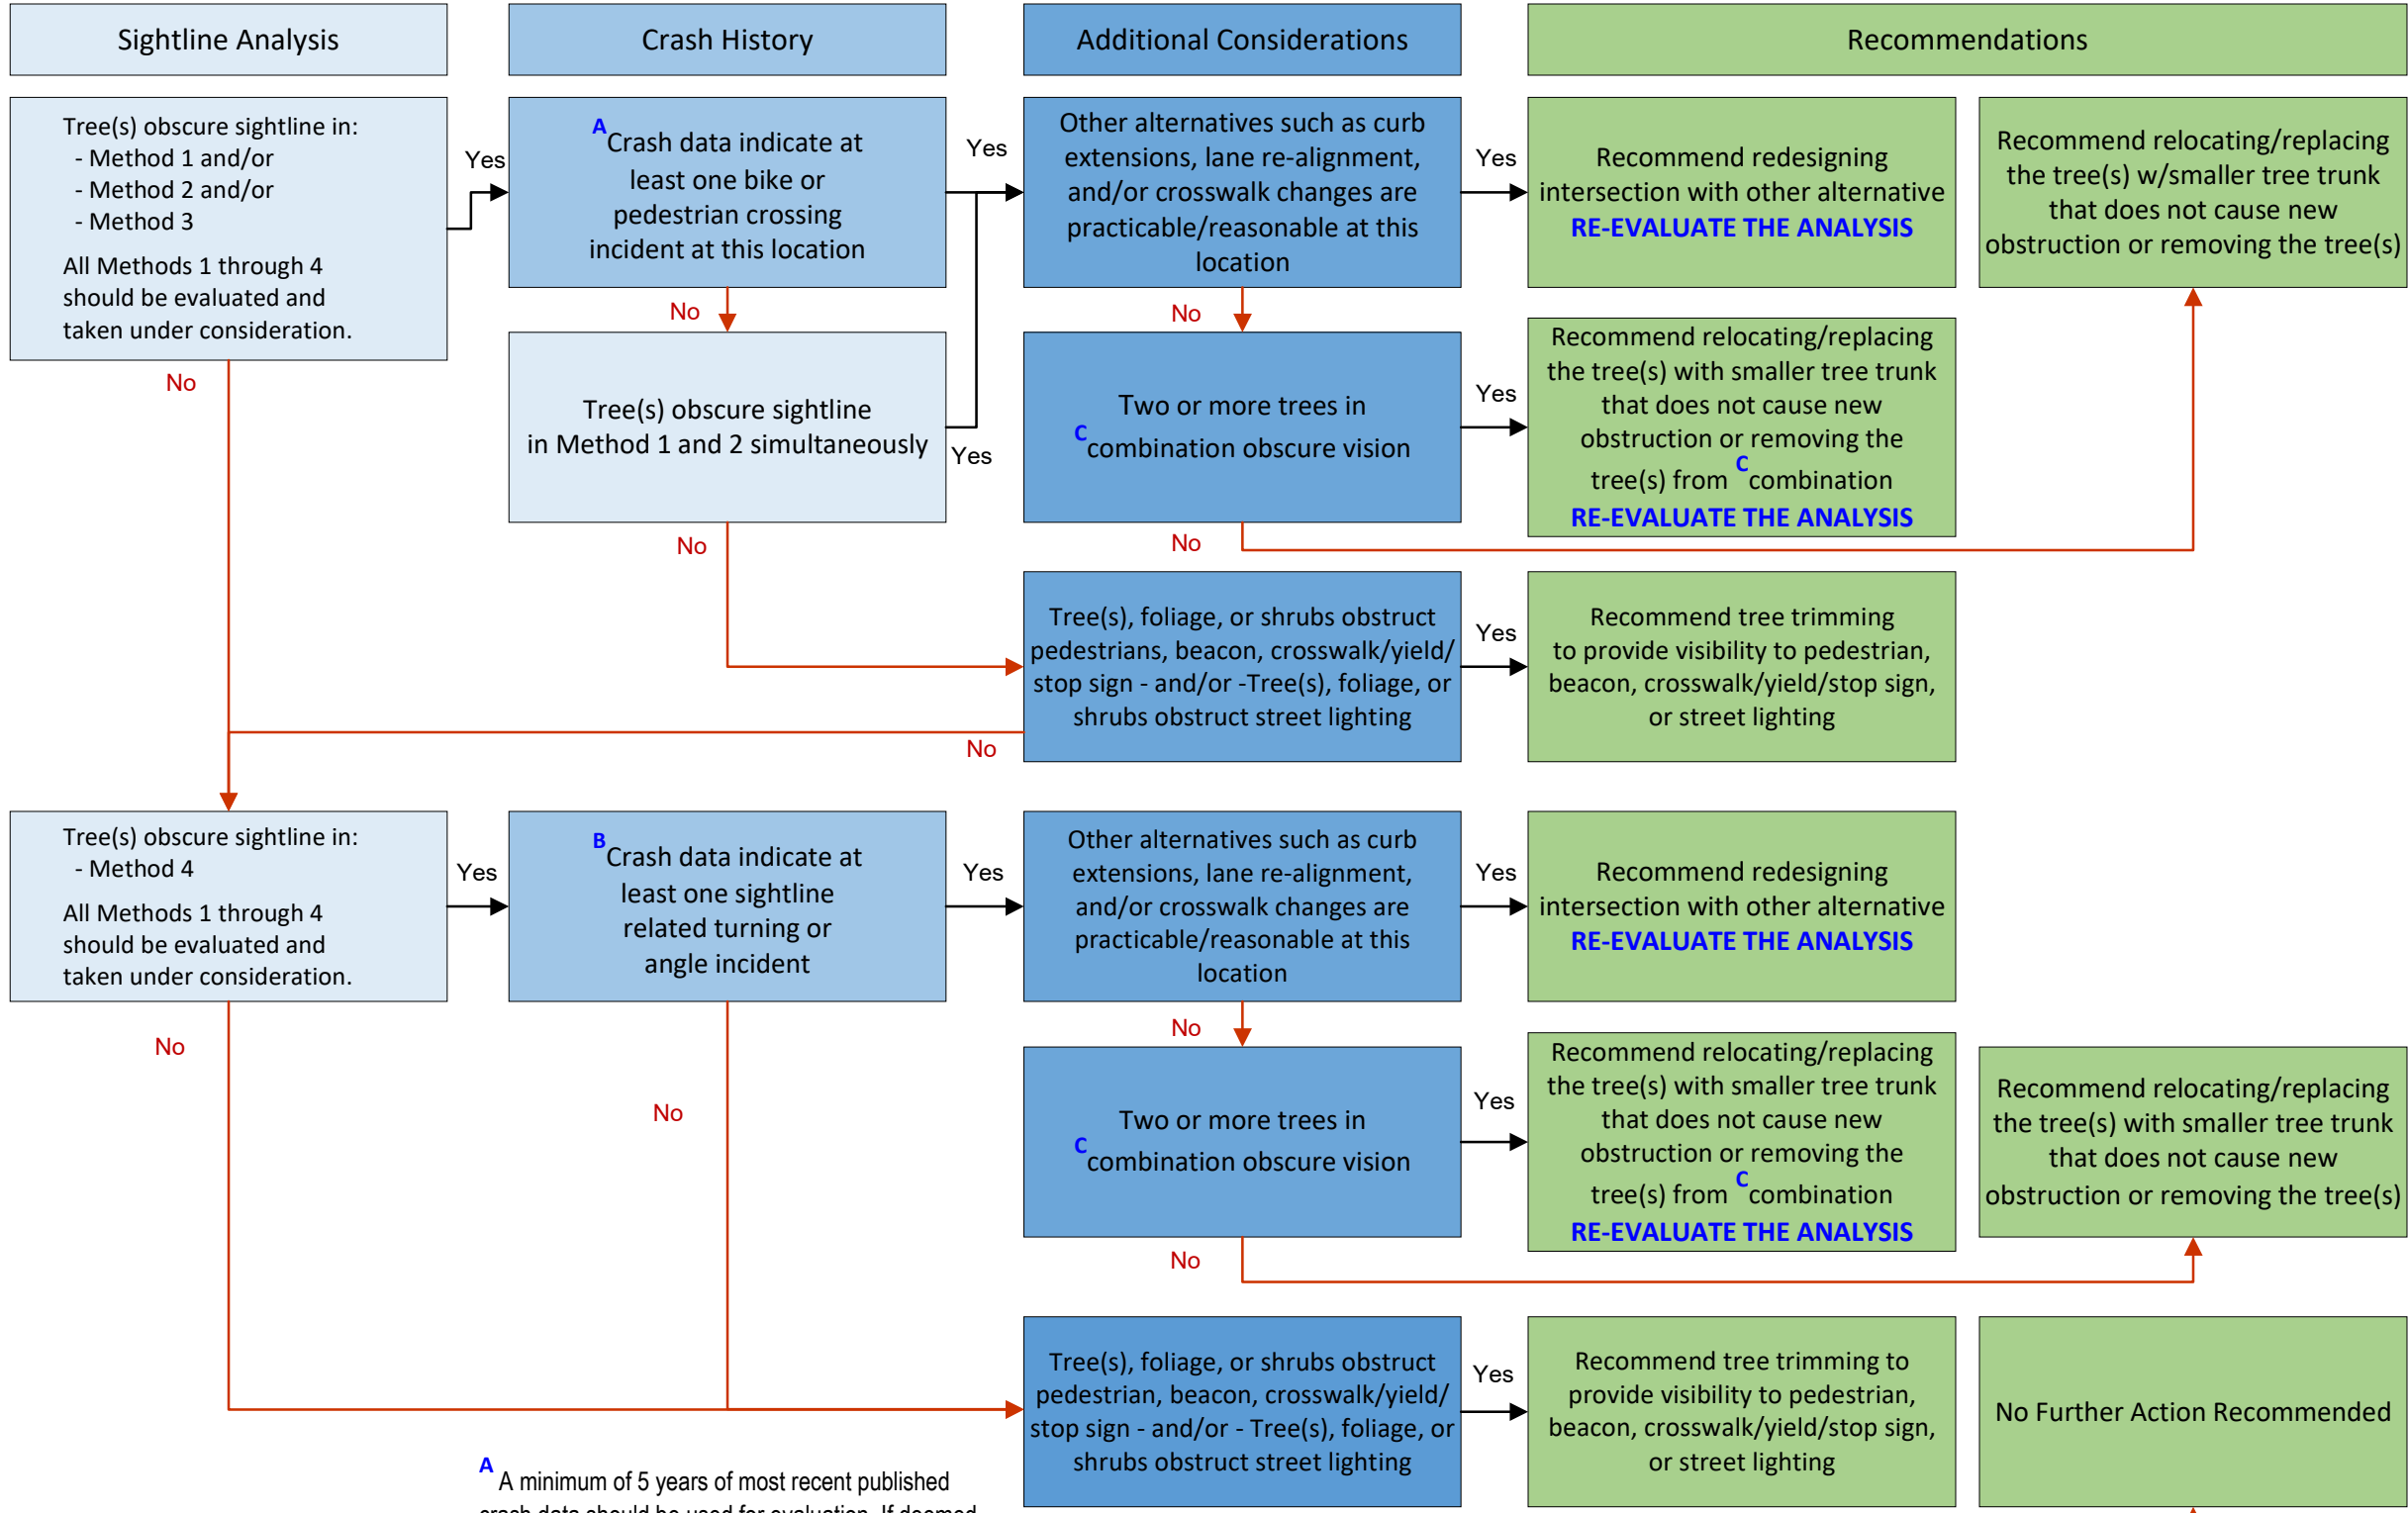 Sightline Analysis
Crash History
Additional Considerations
Recommendations
Tree(s) obscure sightline in:
- Method 1 and/or
- Method 2 and/or
- Method 3
All Methods 1 through 4
should be evaluated and
taken under consideration.
Yes
No
A Crash data indicate at
least one bike or
pedestrian crossing
incident at this location
Yes
No
Other alternatives such as curb
extensions, lane re-alignment,
and/or crosswalk changes are
practicable/reasonable at this
location
Yes
No
Recommend redesigning
intersection with other alternative
RE-EVALUATE THE ANALYSIS
Recommend relocating/replacing
the tree(s) w/smaller tree trunk
that does not cause new
obstruction or removing the tree(s)
Tree(s) obscure sightline
in Method 1 and 2 simultaneously
Yes
No
Two or more trees in
C combination obscure vision
Yes
No
Recommend relocating/replacing
the tree(s) with smaller tree trunk
that does not cause new
obstruction or removing the
tree(s) from C combination
RE-EVALUATE THE ANALYSIS
Tree(s), foliage, or shrubs obstruct
pedestrians, beacon, crosswalk/yield/
stop sign - and/or -Tree(s), foliage, or
shrubs obstruct street lighting
Yes
No
Recommend tree trimming
to provide visibility to pedestrian,
beacon, crosswalk/yield/stop sign,
or street lighting
Tree(s) obscure sightline in:
- Method 4
All Methods 1 through 4
should be evaluated and
taken under consideration.
Yes
No
B Crash data indicate at
least one sightline
related turning or
angle incident
Yes
No
Other alternatives such as curb
extensions, lane re-alignment,
and/or crosswalk changes are
practicable/reasonable at this
location
Yes
No
Recommend redesigning
intersection with other alternative
RE-EVALUATE THE ANALYSIS
Two or more trees in
C combination obscure vision
Yes
No
Recommend relocating/replacing
the tree(s) with smaller tree trunk
that does not cause new
obstruction or removing the
tree(s) from C combination
RE-EVALUATE THE ANALYSIS
Recommend relocating/replacing
the tree(s) with smaller tree trunk
that does not cause new
obstruction or removing the tree(s)
Tree(s), foliage, or shrubs obstruct
pedestrian, beacon, crosswalk/yield/
stop sign - and/or - Tree(s), foliage, or
shrubs obstruct street lighting
Yes
Recommend tree trimming to
provide visibility to pedestrian,
beacon, crosswalk/yield/stop sign,
or street lighting
No Further Action Recommended
A A minimum of 5 years of most recent published
crash data should be used for evaluation. If deemed